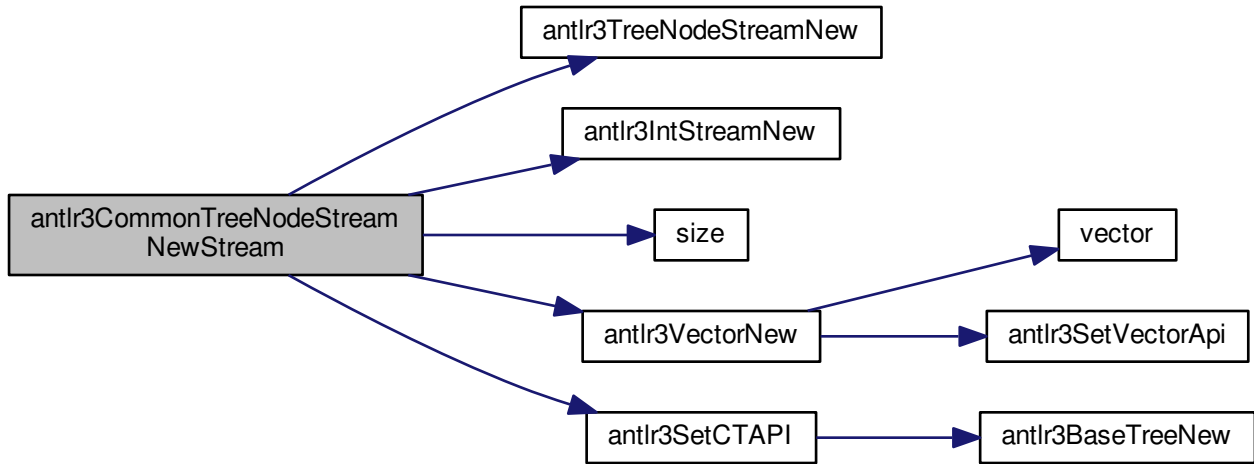 antlr3TreeNodeStreamNew
antlr3IntStreamNew
antlr3CommonTreeNodeStream
NewStream
size
vector
antlr3VectorNew
antlr3SetVectorApi
antlr3SetCTAPI
antlr3BaseTreeNew